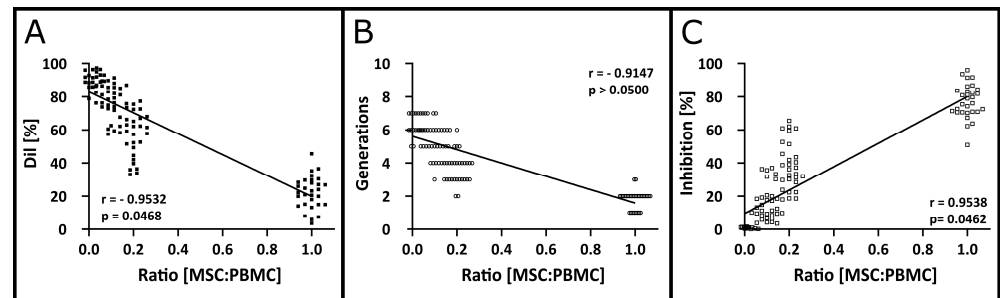 A
100
80
60
40
20
0
DiI [%]
r = - 0.9532
p = 0.0468
0.0 0.2 0.4 0.6 0.8 1.0
Ratio [MSC:PBMC]
B
10
8
6
4
2
0
Generations
r = - 0.9147
p > 0.0500
0.0 0.2 0.4 0.6 0.8 1.0
Ratio [MSC:PBMC]
C
100
80
60
40
20
0
Inhibition [%]
r = 0.9538
p= 0.0462
0.0 0.2 0.4 0.6 0.8 1.0
Ratio [MSC:PBMC]